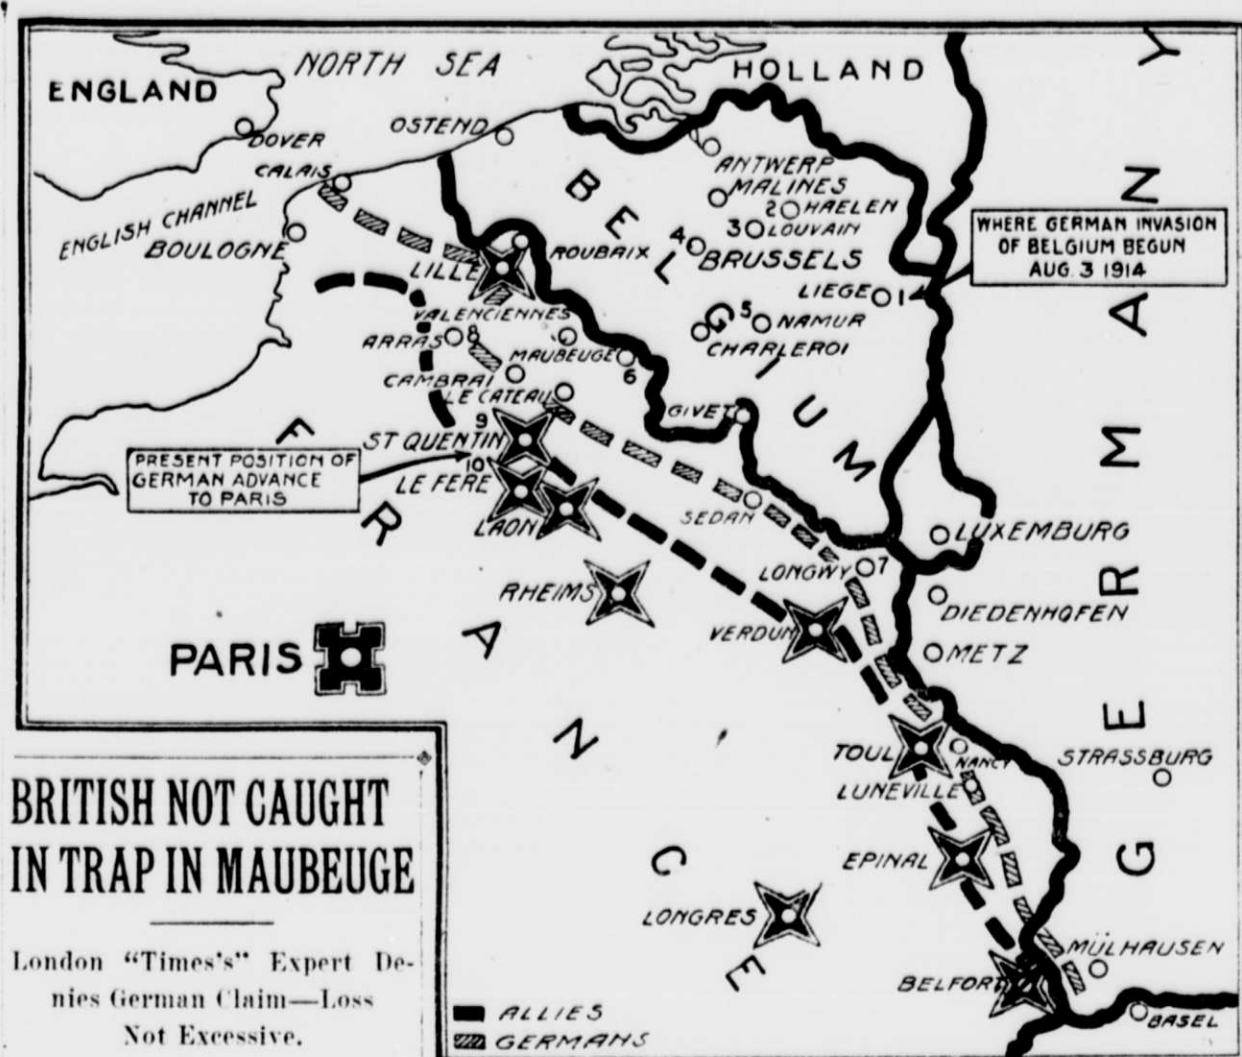 NORTH SEA
HOLLAND
ENGLAND
DOVER
OSTEND
CALAIS
ANTWERP
MALINES
2 HAELEN
3 LOUVAIN
4 BRUSSELS
ENGLISH CHANNEL
BOULOGNE
ROUBAIX
LILLE
BELGIUM
GERMANY
WHERE GERMAN INVASION
OF BELGIUM BEGUN
AUG. 3 1914
LIEGE 1
VALENCIENNES
5 NAMUR
CHARLEROI
ARRAS 8
MAUBEUGE
6
CAMBRAI
LE CATEAU
GIVET
9
ST QUENTIN
10
LE FERE
LAON
PRESENT POSITION OF
GERMAN ADVANCE
TO PARIS
FRANCE
SEDAN
LUXEMBURG
LONGWY 7
RHEIMS
DIEDENHOFEN
VERDUN
METZ
PARIS
TOUL
NANCY
STRASSBURG
LUNEVILLE
EPINAL
LONGRES
MÜLHAUSEN
BELFORT
BASEL
ALLIES
GERMANS
BRITISH NOT CAUGHT
IN TRAP IN MAUBEUGE
London "Times's" Expert De-
nies German Claim—Loss
Not Excessive.